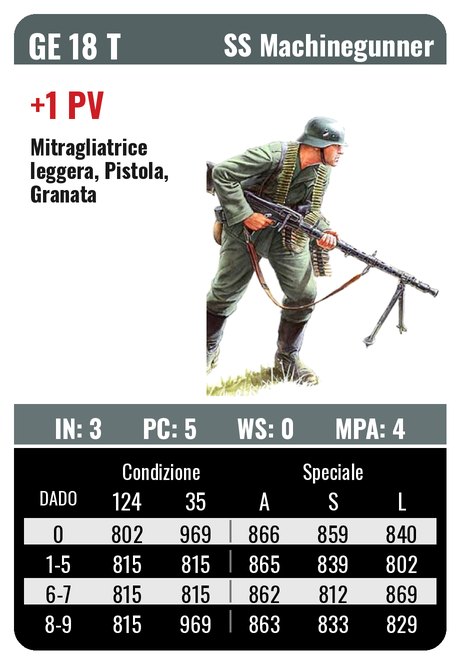 GE 18 T SS Machinegunner
+1 PV
Mitragliatrice
leggera, Pistola,
Granata
IN: 3 PC: 5 WS: 0 MPA: 4
Condizione Speciale
DADO 124 35 A S L
0 802 969 866 859 840
1-5 815 815 865 839 802
6-7 815 815 862 812 869
8-9 815 969 863 833 829